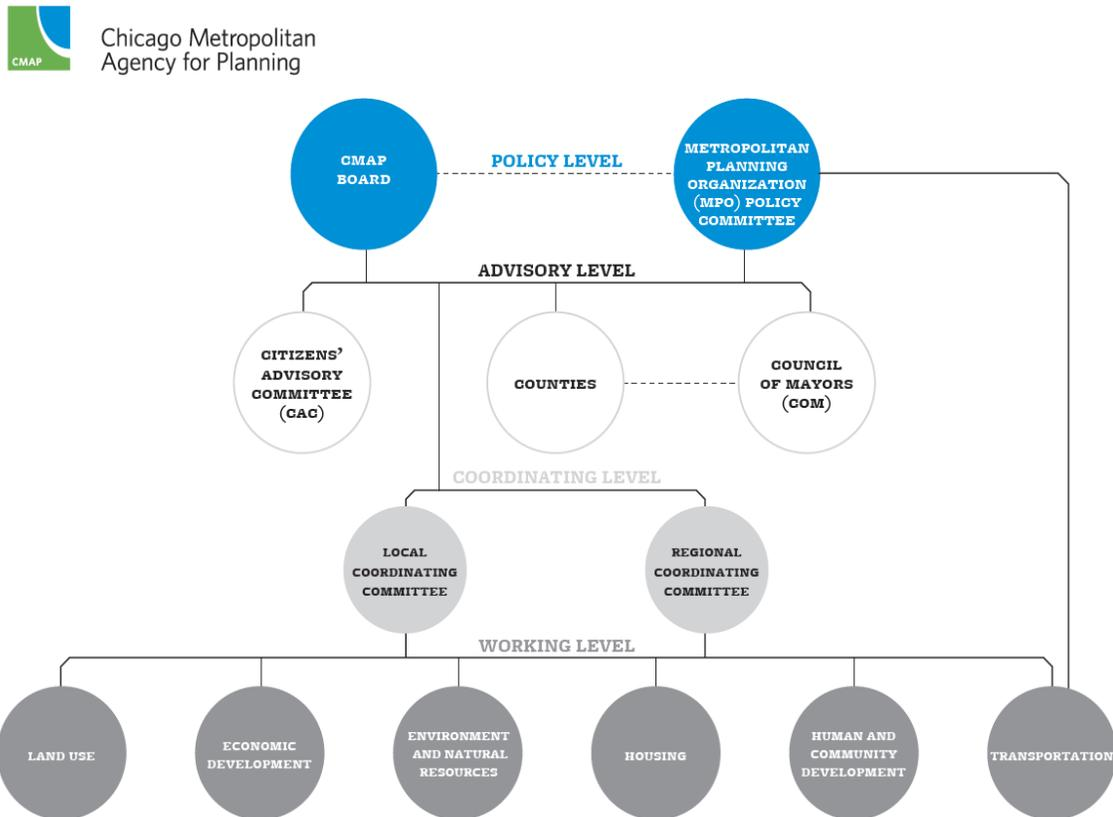 CMAP
Chicago Metropolitan
Agency for Planning
CMAP
BOARD
POLICY LEVEL
METROPOLITAN
PLANNING
ORGANIZATION
(MPO) POLICY
COMMITTEE
ADVISORY LEVEL
CITIZENS’
ADVISORY
COMMITTEE
(CAC)
COUNTIES
COUNCIL
OF MAYORS
(COM)
COORDINATING LEVEL
LOCAL
COORDINATING
COMMITTEE
REGIONAL
COORDINATING
COMMITTEE
WORKING LEVEL
LAND USE
ECONOMIC
DEVELOPMENT
ENVIRONMENT
AND NATURAL
RESOURCES
HOUSING
HUMAN AND
COMMUNITY
DEVELOPMENT
TRANSPORTATION